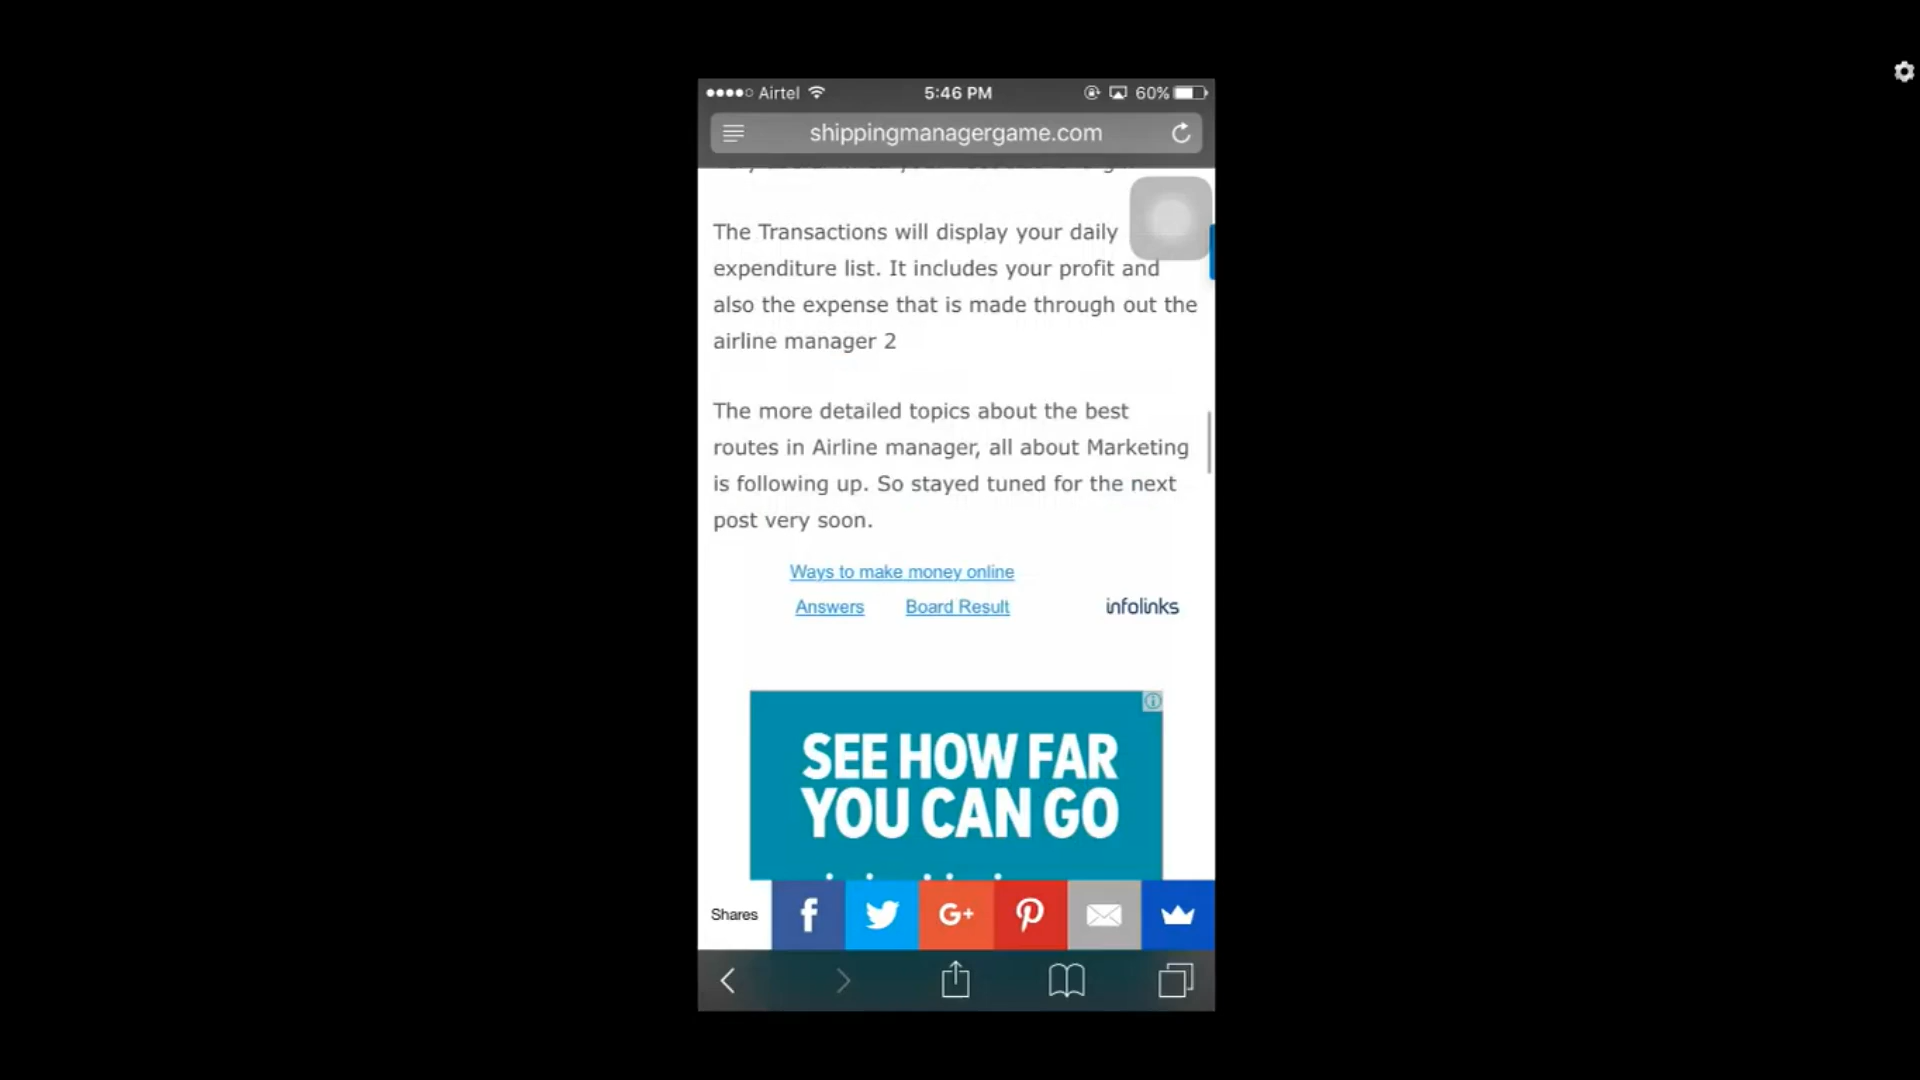 Airtel 5:46 PM 60%
shippingmanagergame.com
The Transactions will display your daily
expenditure list. It includes your profit and
also the expense that is made through out the
airline manager 2
The more detailed topics about the best
routes in Airline manager, all about Marketing
is following up. So stayed tuned for the next
post very soon.
Ways to make money online
Answers Board Result infolinks
SEE HOW FAR
YOU CAN GO
Shares f G+